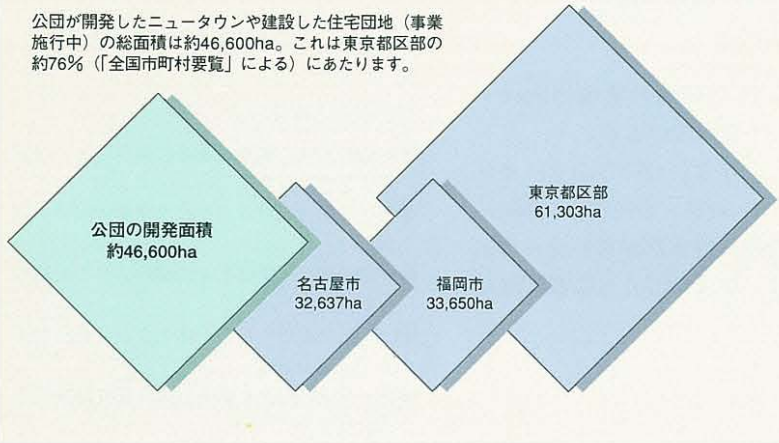 公団が開発したニュータウンや建設した住宅団地（事業
施行中）の総面積は約46,600ha。これは東京都区部の
約76%（「全国市町村要覧」による）にあたります。
公団の開発面積
約46,600ha
名古屋市
32,637ha
福岡市
33,650ha
東京都区部
61,303ha